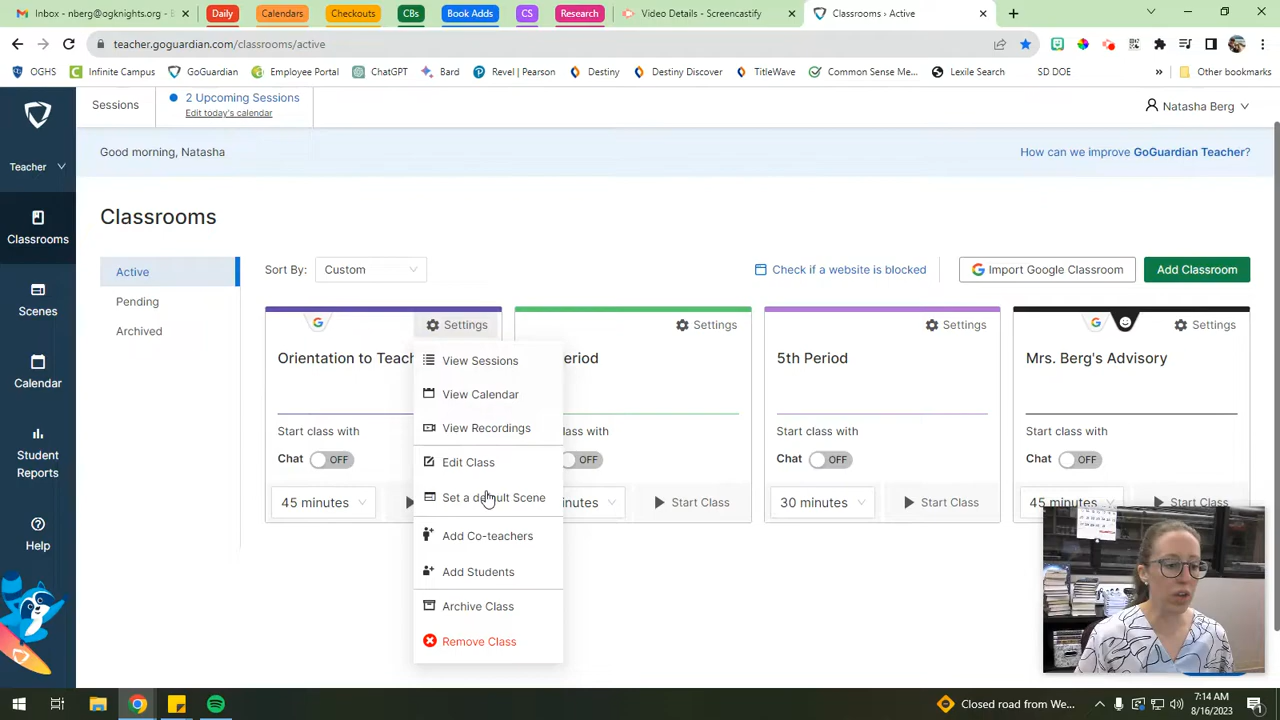 Inbox - nberg@ogknights.org
Daily
Calendars
Checkouts
CBs
Book Adds
CS
Research
Video Details - Screencastify
Classrooms › Active
teacher.goguardian.com/classrooms/active
OGHS
Infinite Campus
GoGuardian
Employee Portal
ChatGPT
Bard
Revel | Pearson
Destiny
Destiny Discover
TitleWave
Common Sense Me...
Lexile Search
SD DOE
»
Other bookmarks
Sessions
2 Upcoming Sessions
Edit today's calendar
Natasha Berg
Teacher
Good morning, Natasha
How can we improve GoGuardian Teacher?
Classrooms
Scenes
Calendar
Student
Reports
Help
Classrooms
Active
Pending
Archived
Sort By:
Custom
Check if a website is blocked
Import Google Classroom
Add Classroom
Settings
Orientation to Teach
Start class with
Chat
OFF
45 minutes
View Sessions
View Calendar
View Recordings
Edit Class
Set a default Scene
Add Co-teachers
Add Students
Archive Class
Remove Class
Settings
eriod
lass with
OFF
inutes
Start Class
Settings
5th Period
Start class with
Chat
OFF
30 minutes
Start Class
Settings
Mrs. Berg's Advisory
Start class with
Chat
OFF
45 minutes
Start Class
Closed road from We...
7:14 AM
8/16/2023